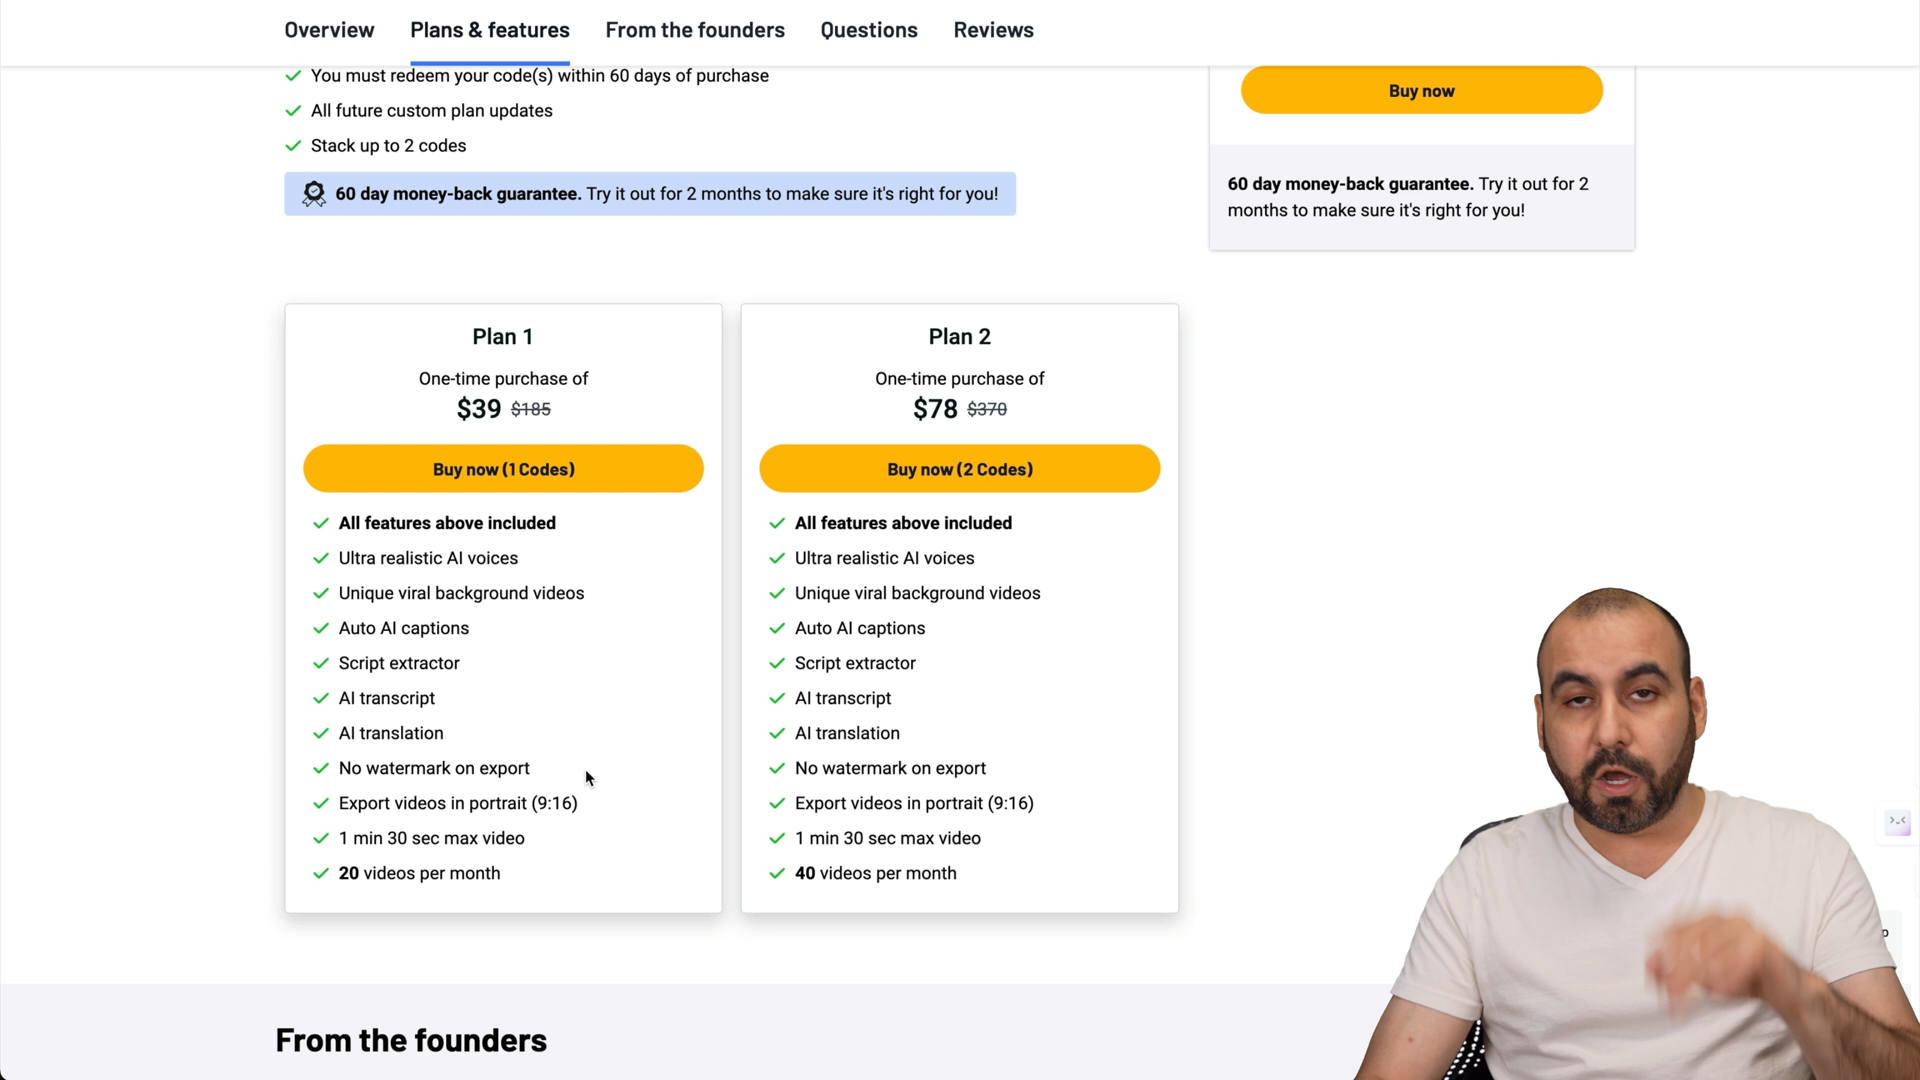 Overview Plans & features From the founders Questions Reviews
You must redeem your code(s) within 60 days of purchase
All future custom plan updates
Stack up to 2 codes
60 day money-back guarantee. Try it out for 2 months to make sure it's right for you!
Buy now
60 day money-back guarantee. Try it out for 2
months to make sure it's right for you!
Plan 1
One-time purchase of
$39 $185
Buy now (1 Codes)
All features above included
Ultra realistic AI voices
Unique viral background videos
Auto AI captions
Script extractor
AI transcript
AI translation
No watermark on export
Export videos in portrait (9:16)
1 min 30 sec max video
20 videos per month
Plan 2
One-time purchase of
$78 $370
Buy now (2 Codes)
All features above included
Ultra realistic AI voices
Unique viral background videos
Auto AI captions
Script extractor
AI transcript
AI translation
No watermark on export
Export videos in portrait (9:16)
1 min 30 sec max video
40 videos per month
From the founders